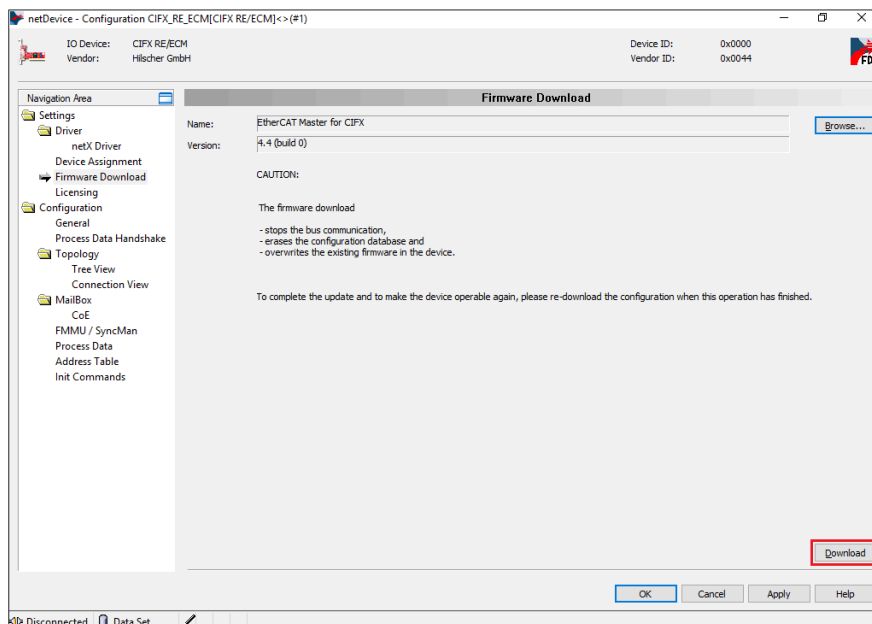 netDevice - Configuration CIFX_RE_ECM[CIFX RE/ECM]<>(#1)
IO Device: CIFX RE/ECM Device ID: 0x0000
Vendor: Hilscher GmbH Vendor ID: 0x0044
FD
Navigation Area
Settings
Driver
netX Driver
Device Assignment
Firmware Download
Licensing
Configuration
General
Process Data Handshake
Topology
Tree View
Connection View
MailBox
CoE
FMMU / SyncMan
Process Data
Address Table
Init Commands
Firmware Download
Name: EtherCAT Master for CIFX Browse...
Version: 4.4 (build 0)
CAUTION:
The firmware download
- stops the bus communication,
- erases the configuration database and
- overwrites the existing firmware in the device.
To complete the update and to make the device operable again, please re-download the configuration when this operation has finished.
Download
OK Cancel Apply Help
Disconnected Data Set